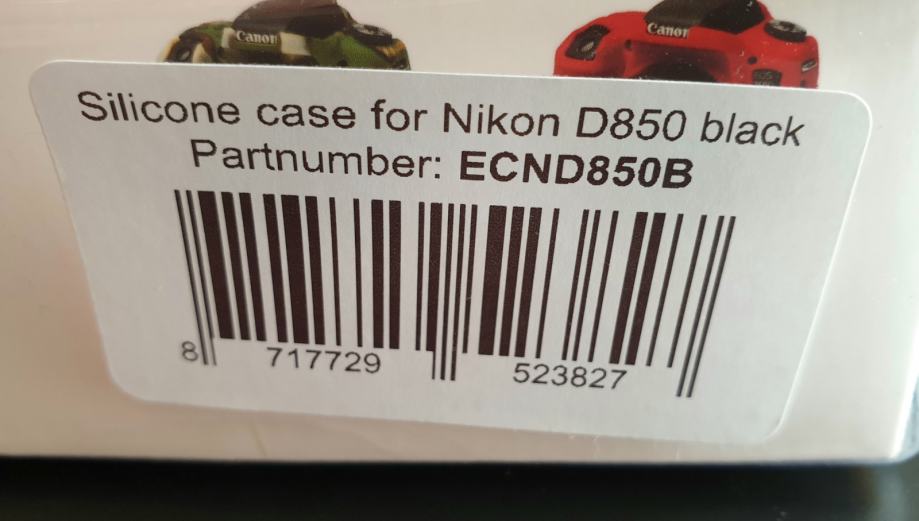 Canon Canon
Silicone case for Nikon D850 black
Partnumber: ECND850B
8 717729 523827